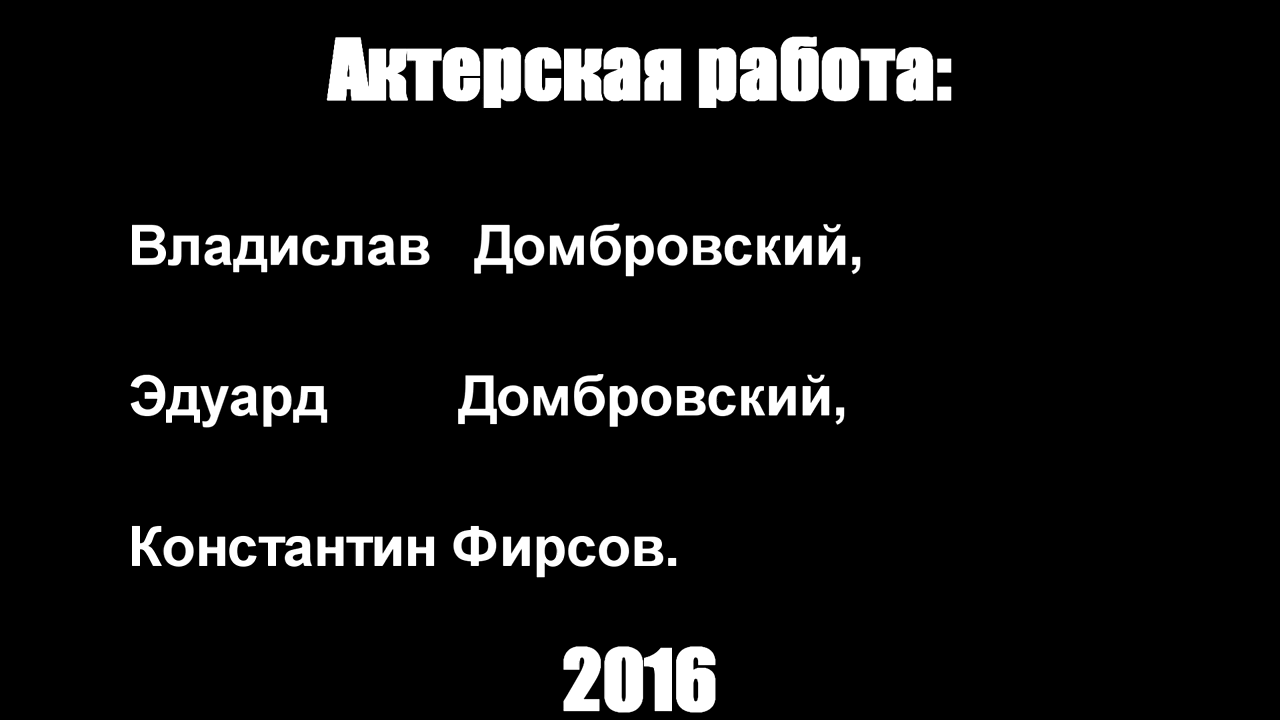 Актерская работа:
Владислав Домбровский,
Эдуард Домбровский,
Константин Фирсов.
2016